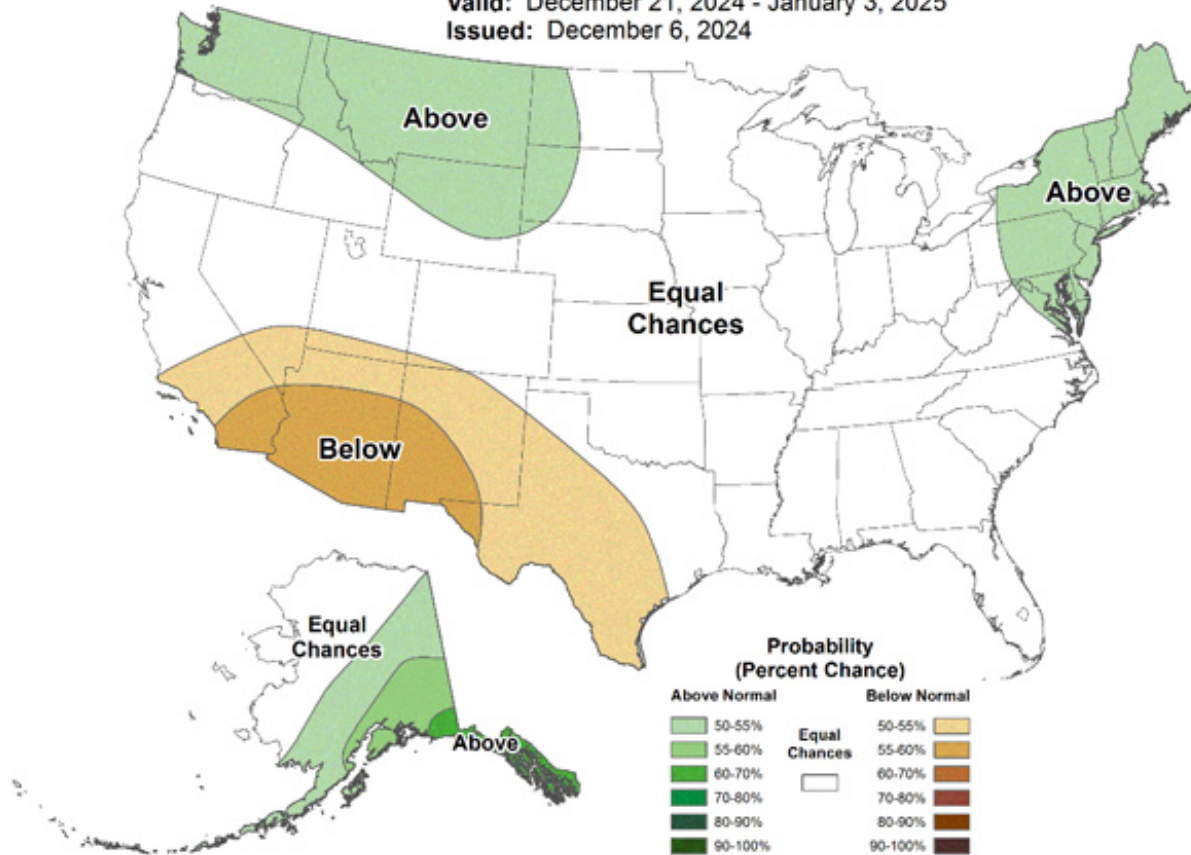 Valid: December 21, 2024 - January 3, 2025
Issued: December 6, 2024
Above
Above
Equal
Chances
Below
Equal
Chances
Above
Probability
(Percent Chance)
Above Normal
Below Normal
50-55%
55-60%
60-70%
70-80%
80-90%
90-100%
Equal
Chances
50-55%
55-60%
60-70%
70-80%
80-90%
90-100%